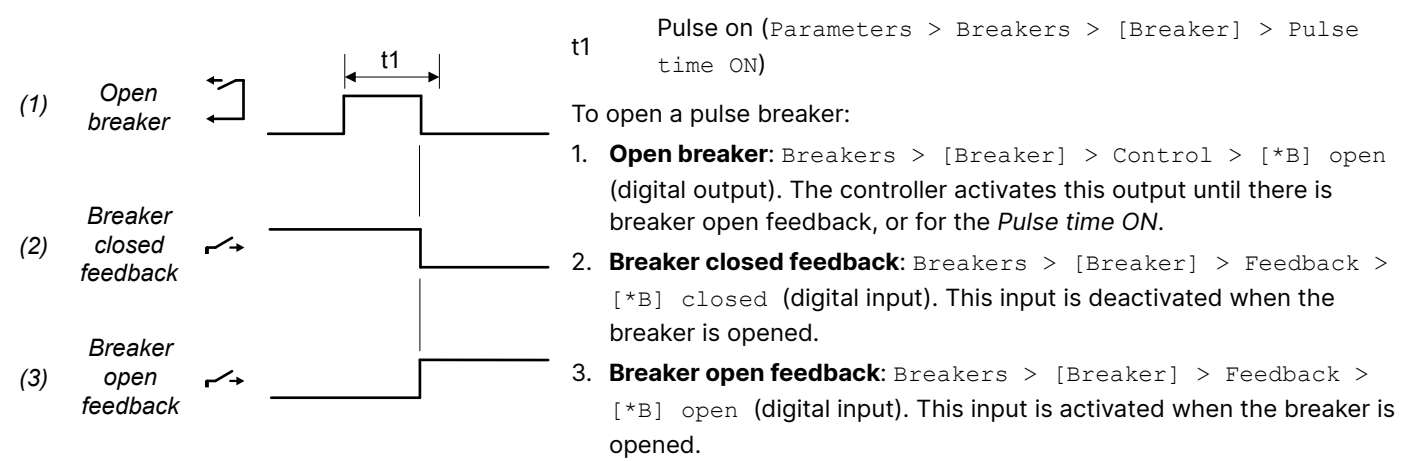 t1
(1)
Open
breaker
(2)
Breaker
closed
feedback
(3)
Breaker
open
feedback
t1
Pulse on (Parameters > Breakers > [Breaker] > Pulse
time ON)
To open a pulse breaker:
1. Open breaker: Breakers > [Breaker] > Control > [*B] open
(digital output). The controller activates this output until there is
breaker open feedback, or for the Pulse time ON.
2. Breaker closed feedback: Breakers > [Breaker] > Feedback >
[*B] closed (digital input). This input is deactivated when the
breaker is opened.
3. Breaker open feedback: Breakers > [Breaker] > Feedback >
[*B] open (digital input). This input is activated when the breaker is
opened.